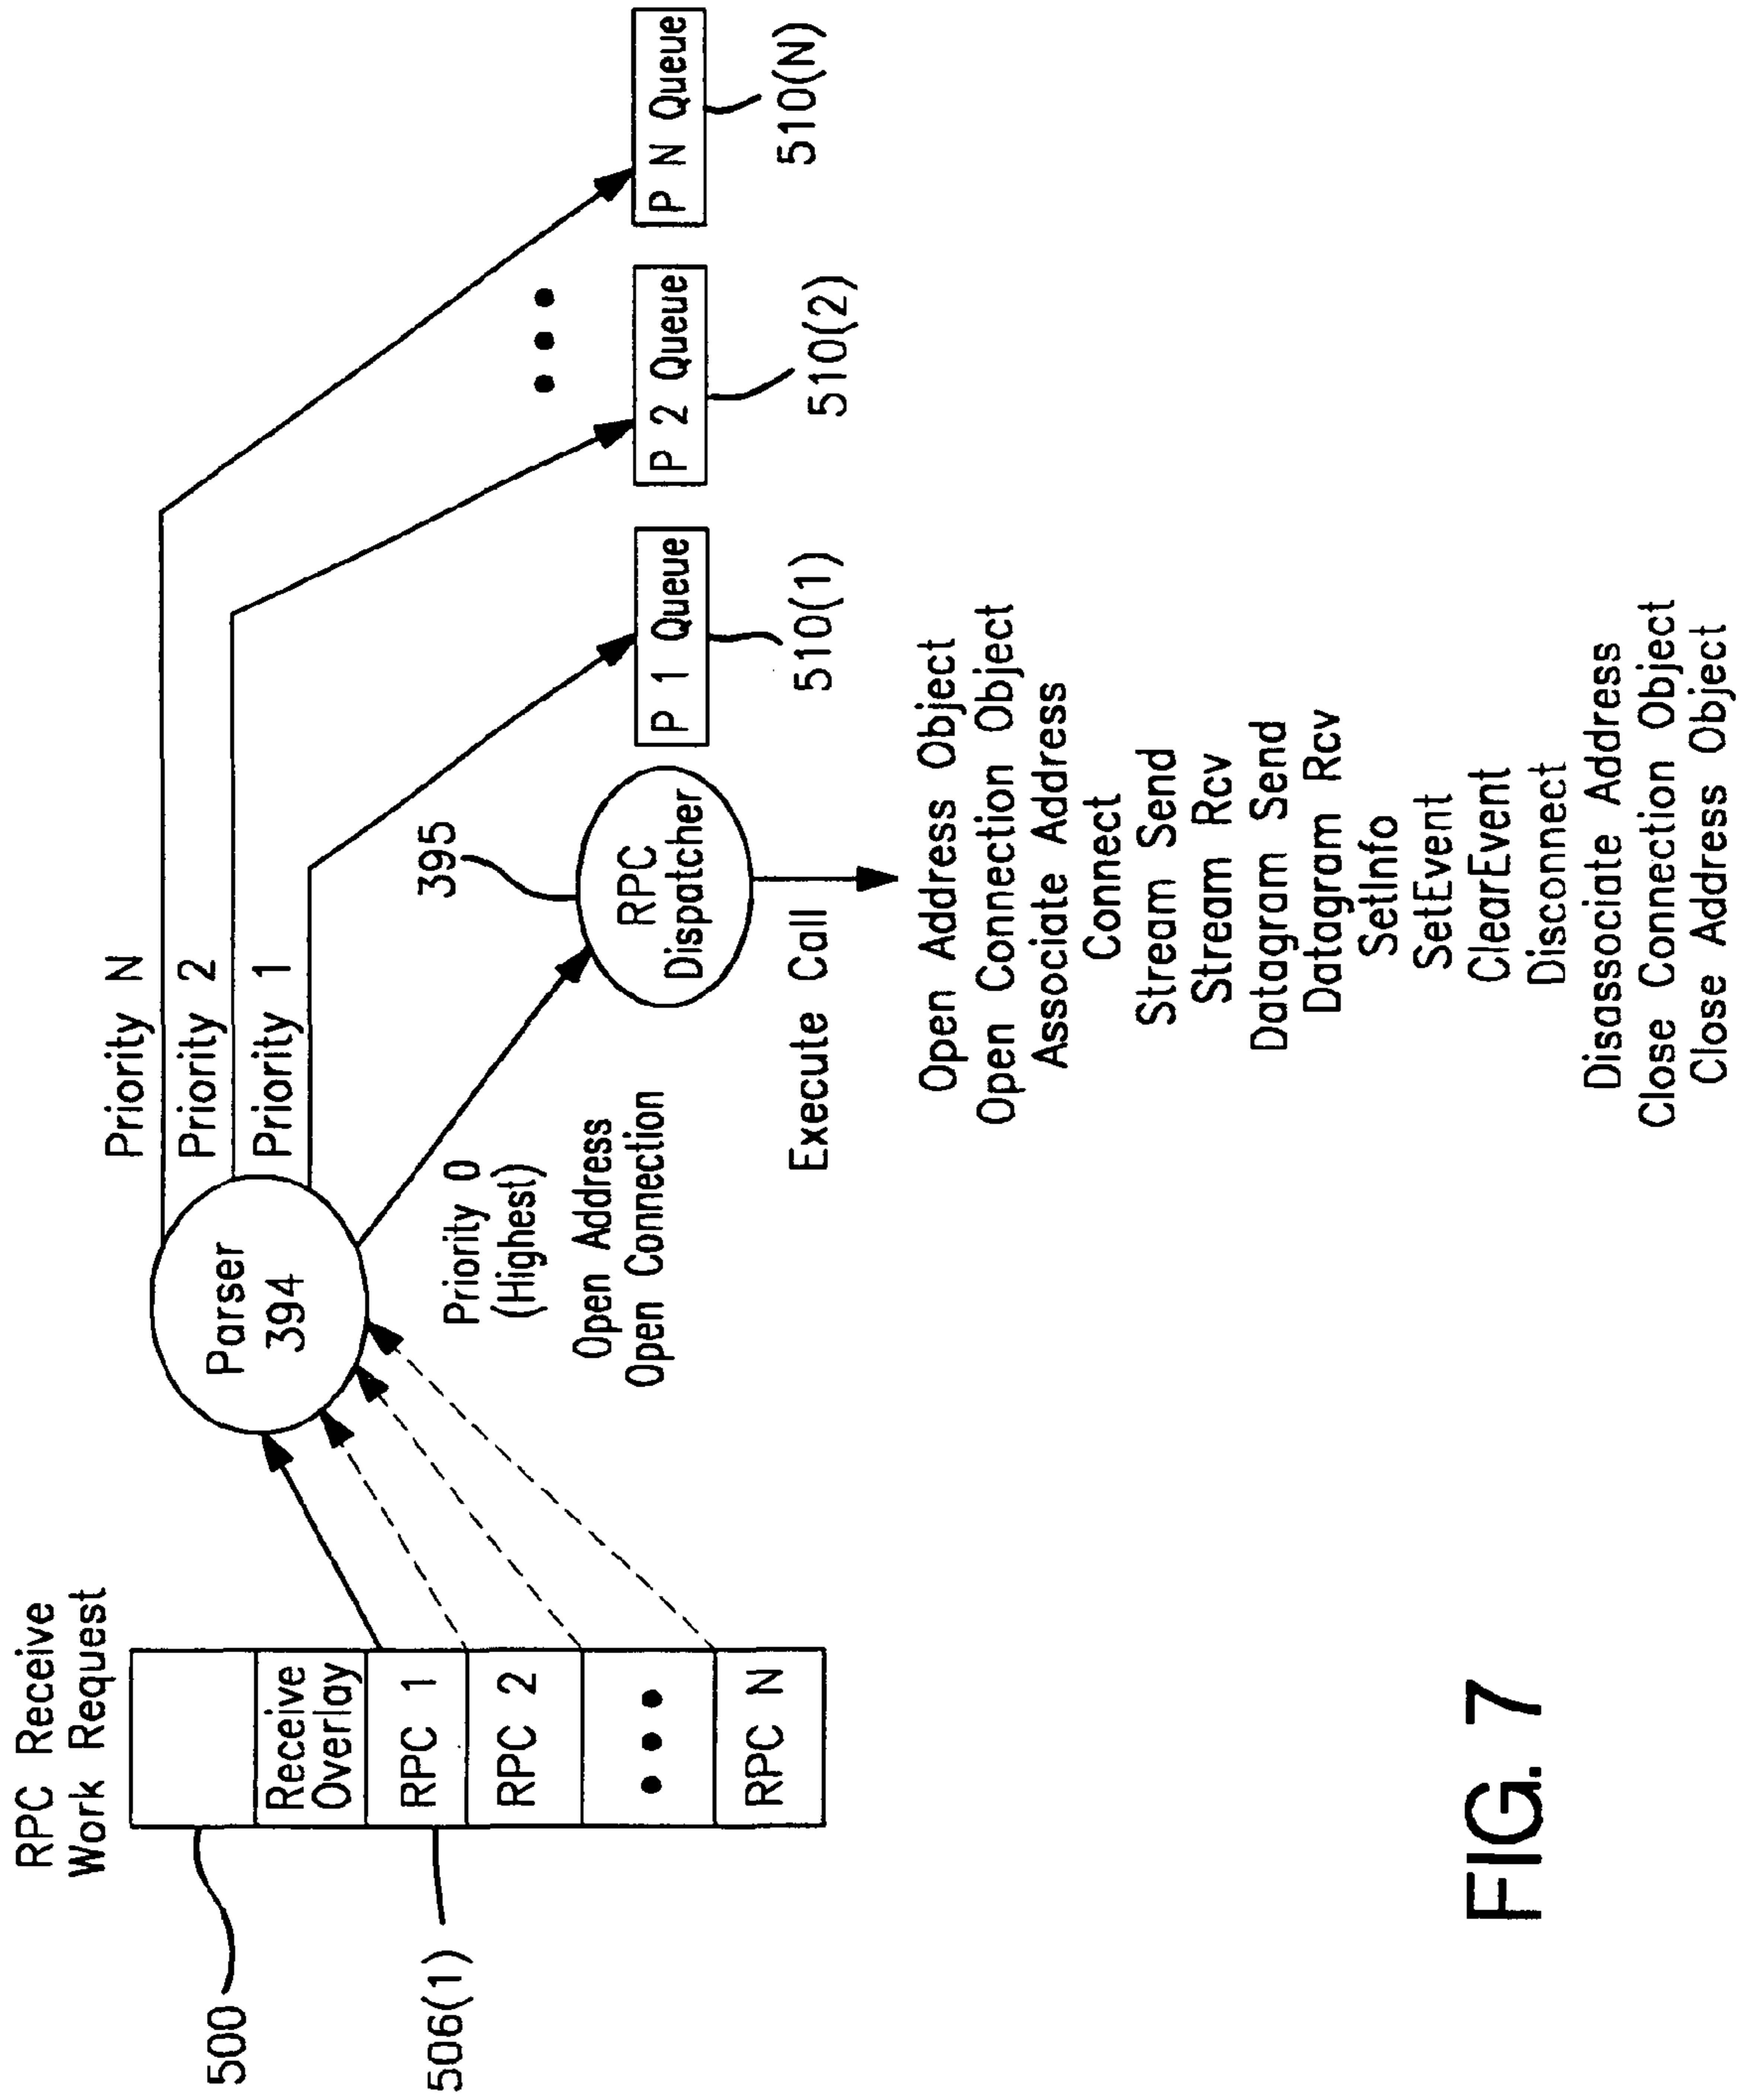 RPC Receive
Work Request
500
Receive
Overlay
506(1)
RPC 1
RPC 2
•••
RPC N
Parser
394
Priority N
Priority 2
Priority 1
Priority 0
(Highest)
Open Address
Open Connection
395
RPC
Dispatcher
P 1 Queue
510(1)
P 2 Queue
510(2)
•••
P N Queue
510(N)
Execute Call
Open Address Object
Open Connection Object
Associate Address
Connect
Stream Send
Stream Rcv
Datagram Send
Datagram Rcv
SetInfo
SetEvent
ClearEvent
Disconnect
Disassociate Address
Close Connection Object
Close Address Object
FIG. 7